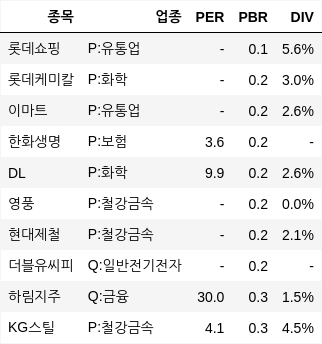 종목 업종 PER PBR DIV
롯데쇼핑 P:유통업 - 0.1 5.6%
롯데케미칼 P:화학 - 0.2 3.0%
이마트 P:유통업 - 0.2 2.6%
한화생명 P:보험 3.6 0.2 -
DL P:화학 9.9 0.2 2.6%
영풍 P:철강금속 - 0.2 0.0%
현대제철 P:철강금속 - 0.2 2.1%
더블유씨피 Q:일반전기전자 - 0.2 -
하림지주 Q:금융 30.0 0.3 1.5%
KG스틸 P:철강금속 4.1 0.3 4.5%